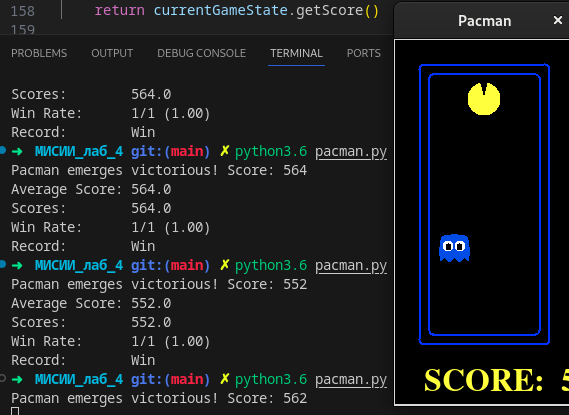 158 return currentGameState.getScore()
159
PROBLEMS OUTPUT DEBUG CONSOLE TERMINAL PORTS
Scores: 564.0
Win Rate: 1/1 (1.00)
Record: Win
➜ МИСИИ_лаб_4 git:(main) ✗ python3.6 pacman.py
Pacman emerges victorious! Score: 564
Average Score: 564.0
Scores: 564.0
Win Rate: 1/1 (1.00)
Record: Win
➜ МИСИИ_лаб_4 git:(main) ✗ python3.6 pacman.py
Pacman emerges victorious! Score: 552
Average Score: 552.0
Scores: 552.0
Win Rate: 1/1 (1.00)
Record: Win
➜ МИСИИ_лаб_4 git:(main) ✗ python3.6 pacman.py
Pacman emerges victorious! Score: 562
Pacman ×
SCORE: